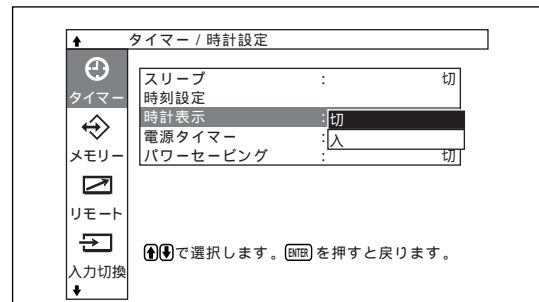 タイマー / 時計設定
タイマー
メモリー
リモート
入力切換
スリープ : 切
時刻設定
時計表示 : 切
電源タイマー : 入
パワーセービング : 切
で選択します。ENTERを押すと戻ります。